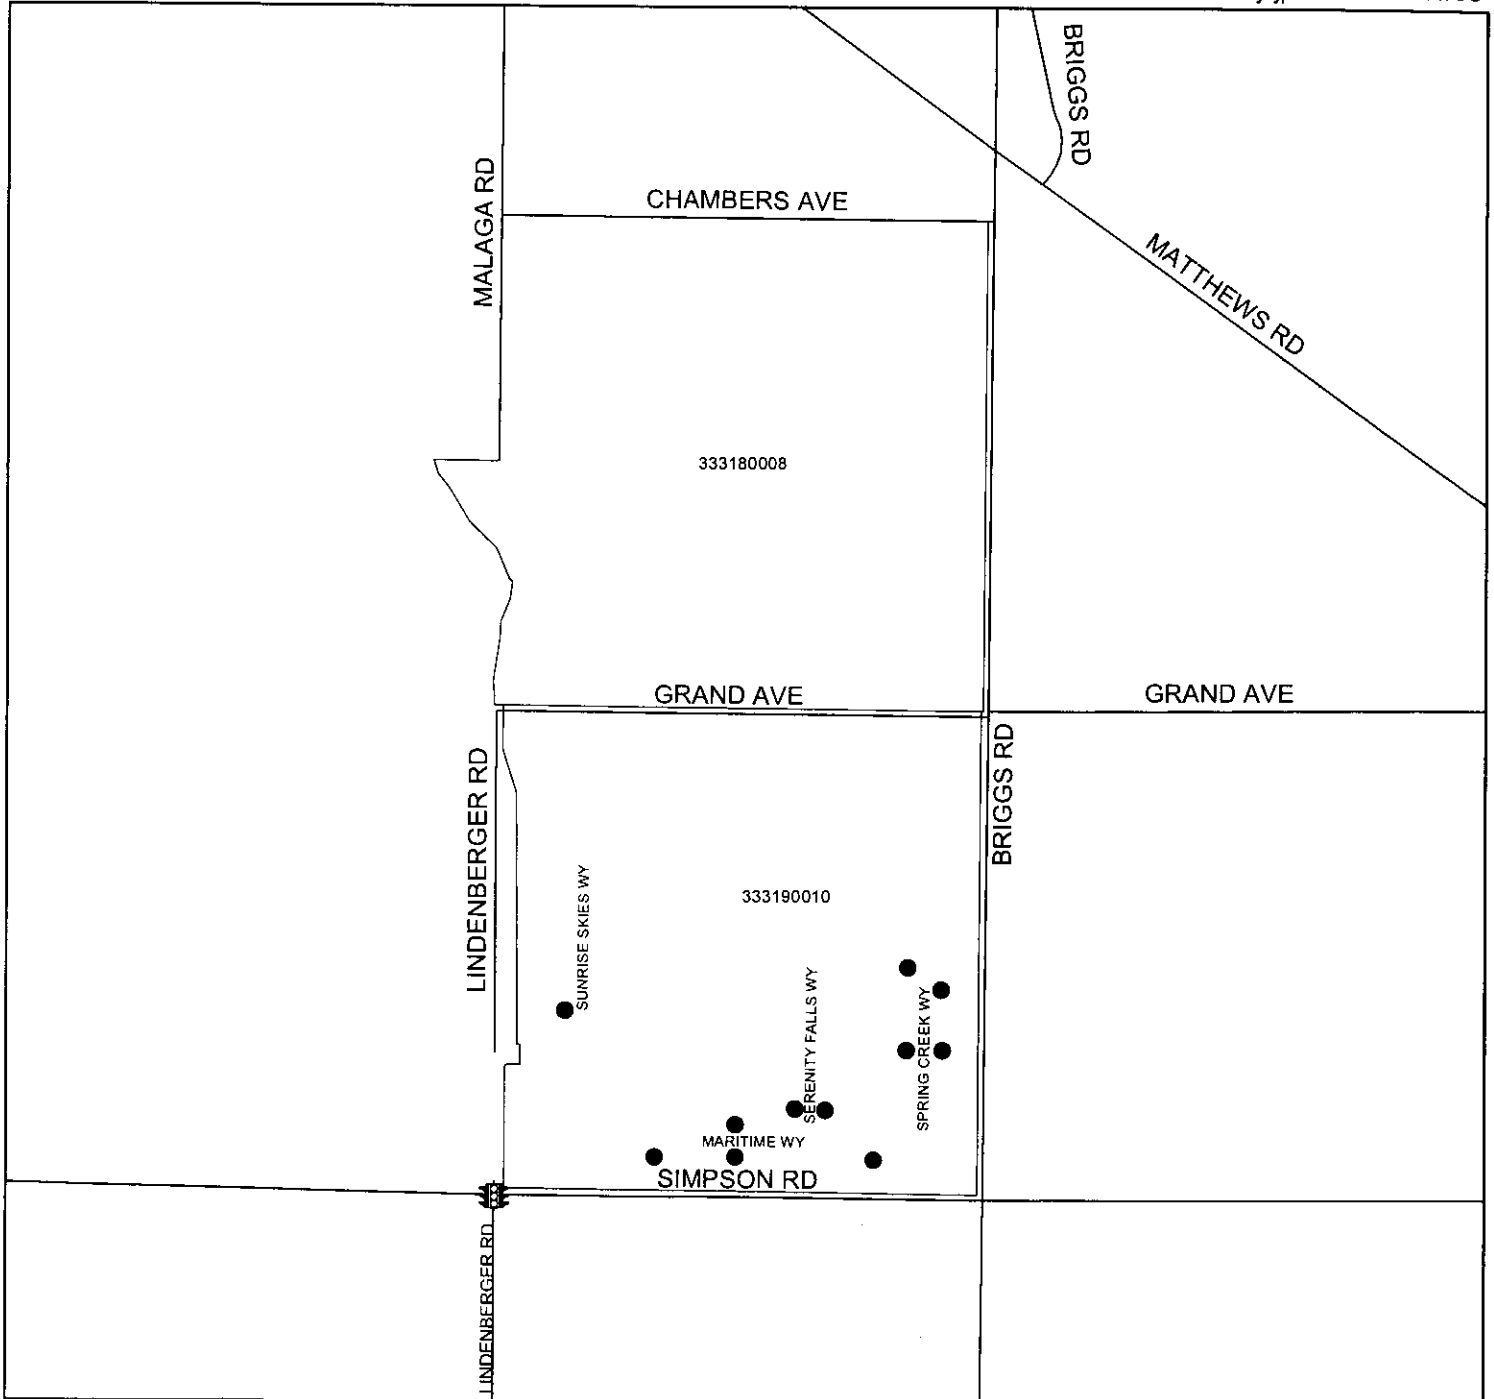 BRIGGS RD
MALAGA RD
CHAMBERS AVE
MATTHEWS RD
333180008
GRAND AVE
GRAND AVE
LINDENBERGER RD
BRIGGS RD
SUNRISE SKIES WY
333190010
SERENITY FALLS WY
SPRING CREEK WY
MARITIME WY
SIMPSON RD
LINDENBERGER RD